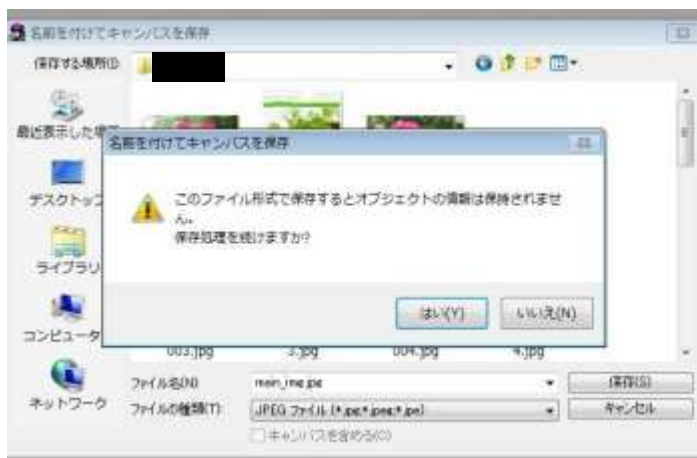 名前を付けてキャンバスを保存
保存する場所(I)
最近表示した場所
名前を付けてキャンバスを保存
デスクトップ
このファイル形式で保存するとオブジェクトの情報は保持されませ
ん。
保存処理を続けますか?
ライブラリ
はい(Y)
いいえ(N)
コンピューター
003.jpg
3.jpg
004.jpg
4.jpg
ネットワーク
ファイル名(N)
保存(S)
ファイルの種類(T)
JPEG ファイル
キャンセル
キャンバスを含める(C)